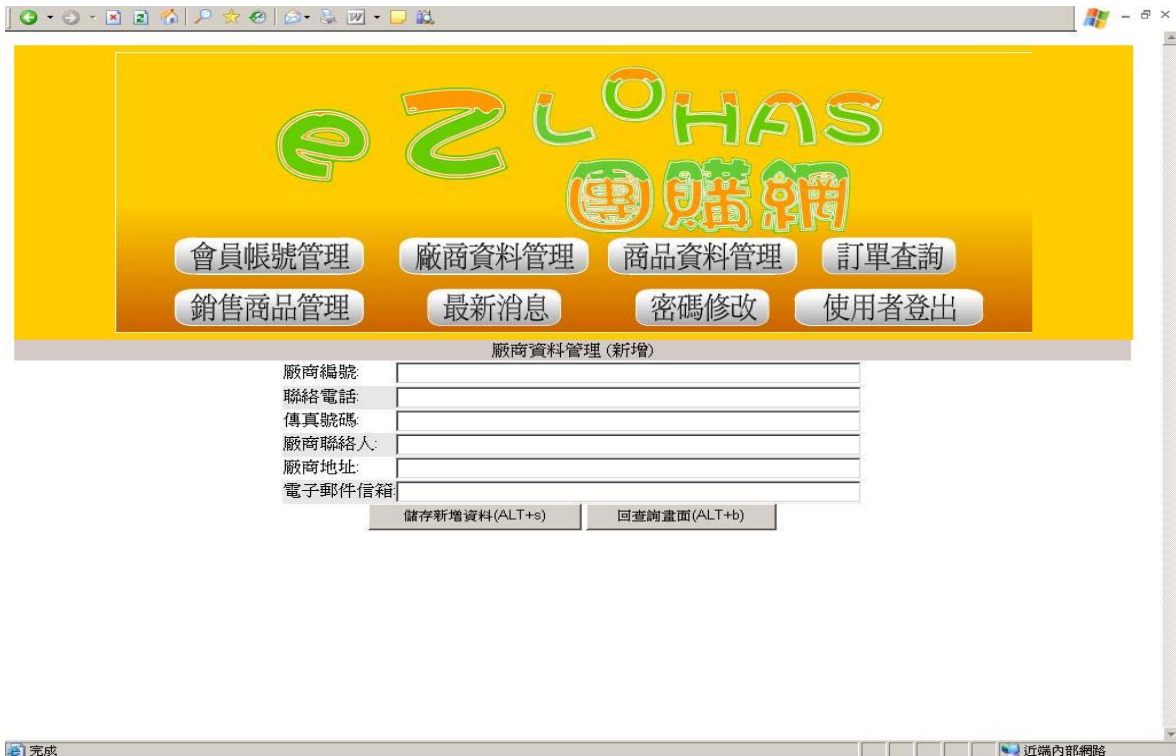 eZ LOHAS
團購網
會員帳號管理 廠商資料管理 商品資料管理 訂單查詢
銷售商品管理 最新消息 密碼修改 使用者登出
廠商資料管理 (新增)
廠商編號:
聯絡電話:
傳真號碼:
廠商聯絡人:
廠商地址:
電子郵件信箱:
儲存新增資料(ALT+s) 回查詢畫面(ALT+b)
完成 近端內部網路